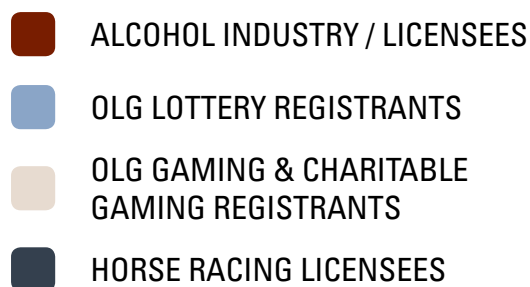 ALCOHOL INDUSTRY / LICENSEES
OLG LOTTERY REGISTRANTS
OLG GAMING & CHARITABLE
GAMING REGISTRANTS
HORSE RACING LICENSEES